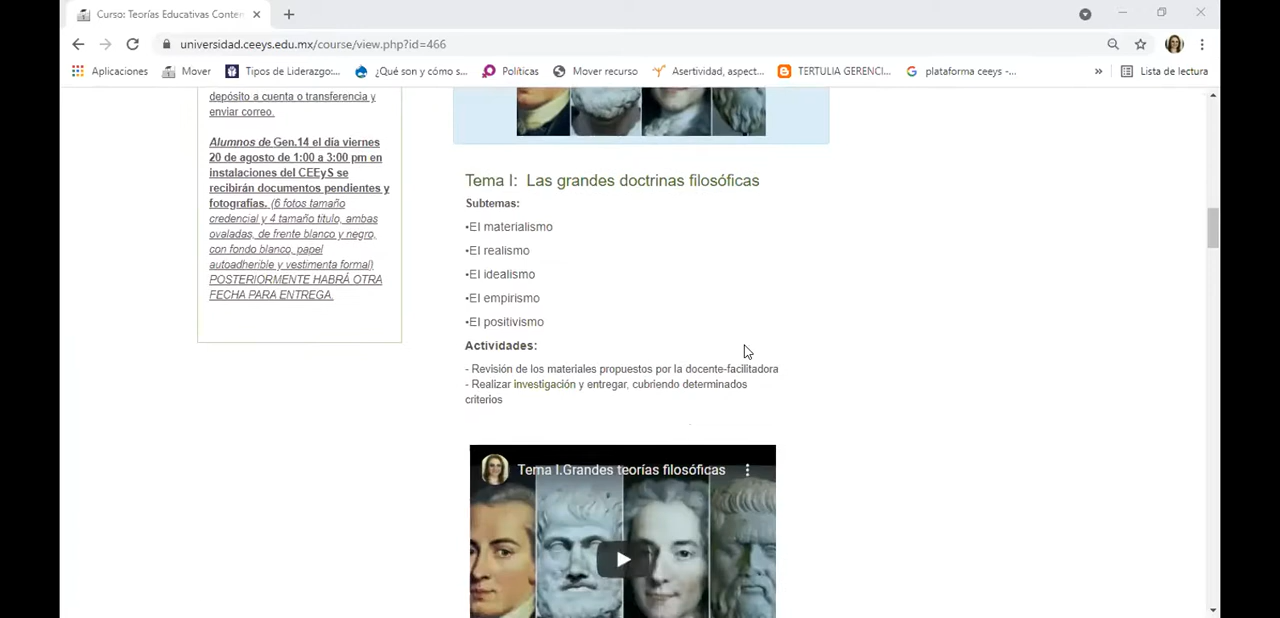 Curso: Teorías Educativas Conten
universidad.ceeys.edu.mx/course/view.php?id=466
Aplicaciones Mover Tipos de Liderazgo:... ¿Qué son y cómo s... Políticas Mover recurso Asertividad, aspect... TERTULIA GERENCI... plataforma ceeys -... » Lista de lectura
depósito a cuenta o transferencia y
enviar correo.
Alumnos de Gen.14 el día viernes
20 de agosto de 1:00 a 3:00 pm en
instalaciones del CEEyS se
recibirán documentos pendientes y
fotografías. (6 fotos tamaño
credencial y 4 tamaño titulo, ambas
ovaladas, de frente blanco y negro,
con fondo blanco, papel
autoadherible y vestimenta formal)
POSTERIORMENTE HABRÁ OTRA
FECHA PARA ENTREGA.
Tema I: Las grandes doctrinas filosóficas
Subtemas:
•El materialismo
•El realismo
•El idealismo
•El empirismo
•El positivismo
Actividades:
- Revisión de los materiales propuestos por la docente-facilitadora
- Realizar investigación y entregar, cubriendo determinados
criterios
Tema I.Grandes teorías filosóficas